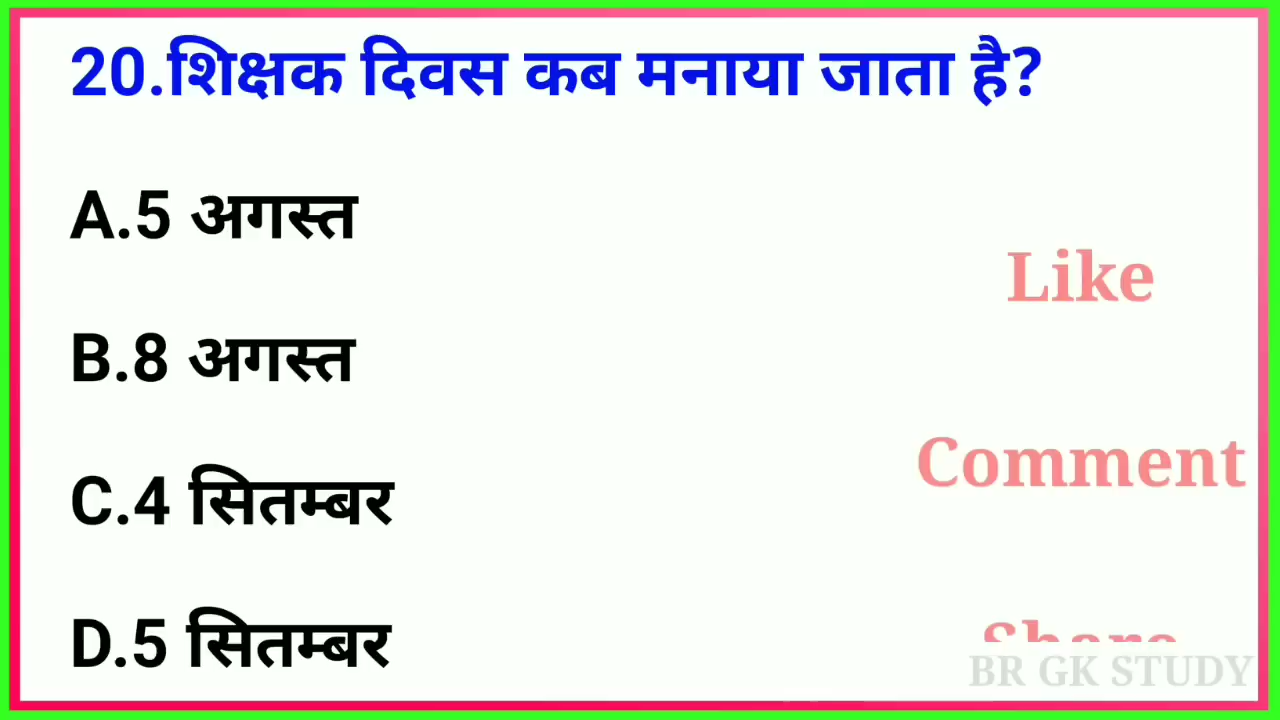 20.शिक्षक दिवस कब मनाया जाता है?
A.5 अगस्त
B.8 अगस्त
C.4 सितम्बर
D.5 सितम्बर
Like
Comment
Share
BR GK STUDY